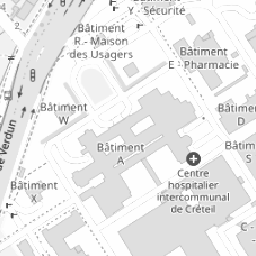 Y -
Sécurité
Bâtiment
R - Maison
des Usagers
Bâtiment
E - Pharmacie
Bâtiment
W
Bâtiment
D
Bâtiment
A
Bâtiment
S
de Verdun
Centre
hospitalier
intercommunal
de Créteil
Bâtiment
X
C -